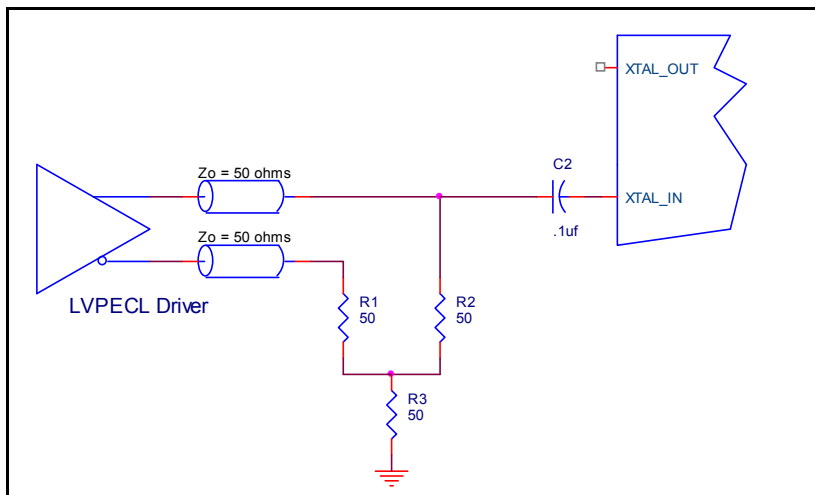 XTAL_OUT
Zo = 50 ohms
C2
XTAL_IN
.1uf
Zo = 50 ohms
LVPECL Driver
R1
50
R2
50
R3
50